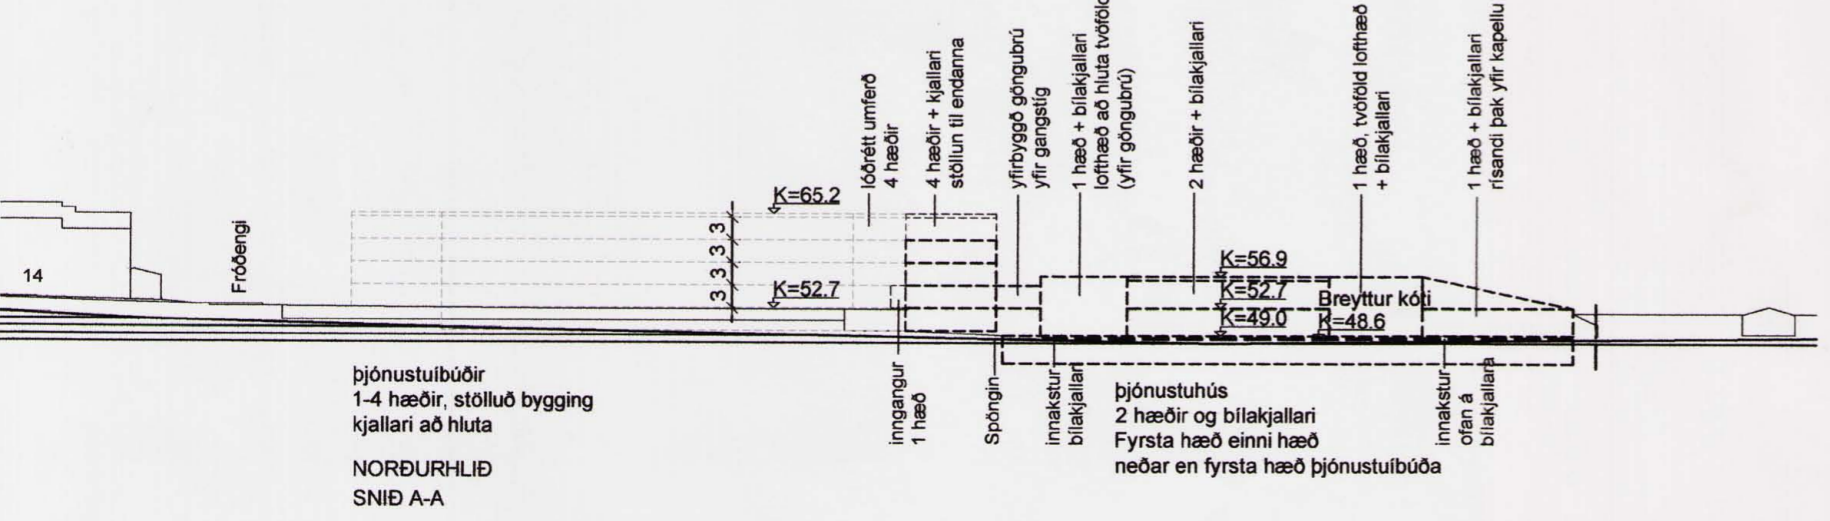 lóðrétt umferð
4 hæðir
4 hæðir + kjallari
stöllun til endanna
yfirbyggð göngubrú
yfir gangstíg
1 hæð + bílakjallari
lofthæð að hluta tvöföld
(yfir göngubrú)
2 hæðir + bílakjallari
1 hæð, tvöföld lofthæð
+ bílakjallari
1 hæð + bílakjallari
rísandi þak yfir kapellu
14
Fróðengi
K=65.2
3
3
3
3
K=52.7
K=56.9
K=52.7
K=49.0
Breyttur kóti
K=48.6
inngangur
1 hæð
Spöngin
innakstur
bílakjallari
innakstur
ofan á
bílakjallara
þjónustuíbúðir
1-4 hæðir, stölluð bygging
kjallari að hluta
NORÐURHLIÐ
SNIÐ A-A
þjónustuhús
2 hæðir og bílakjallari
Fyrsta hæð einni hæð
neðar en fyrsta hæð þjónustuíbúða